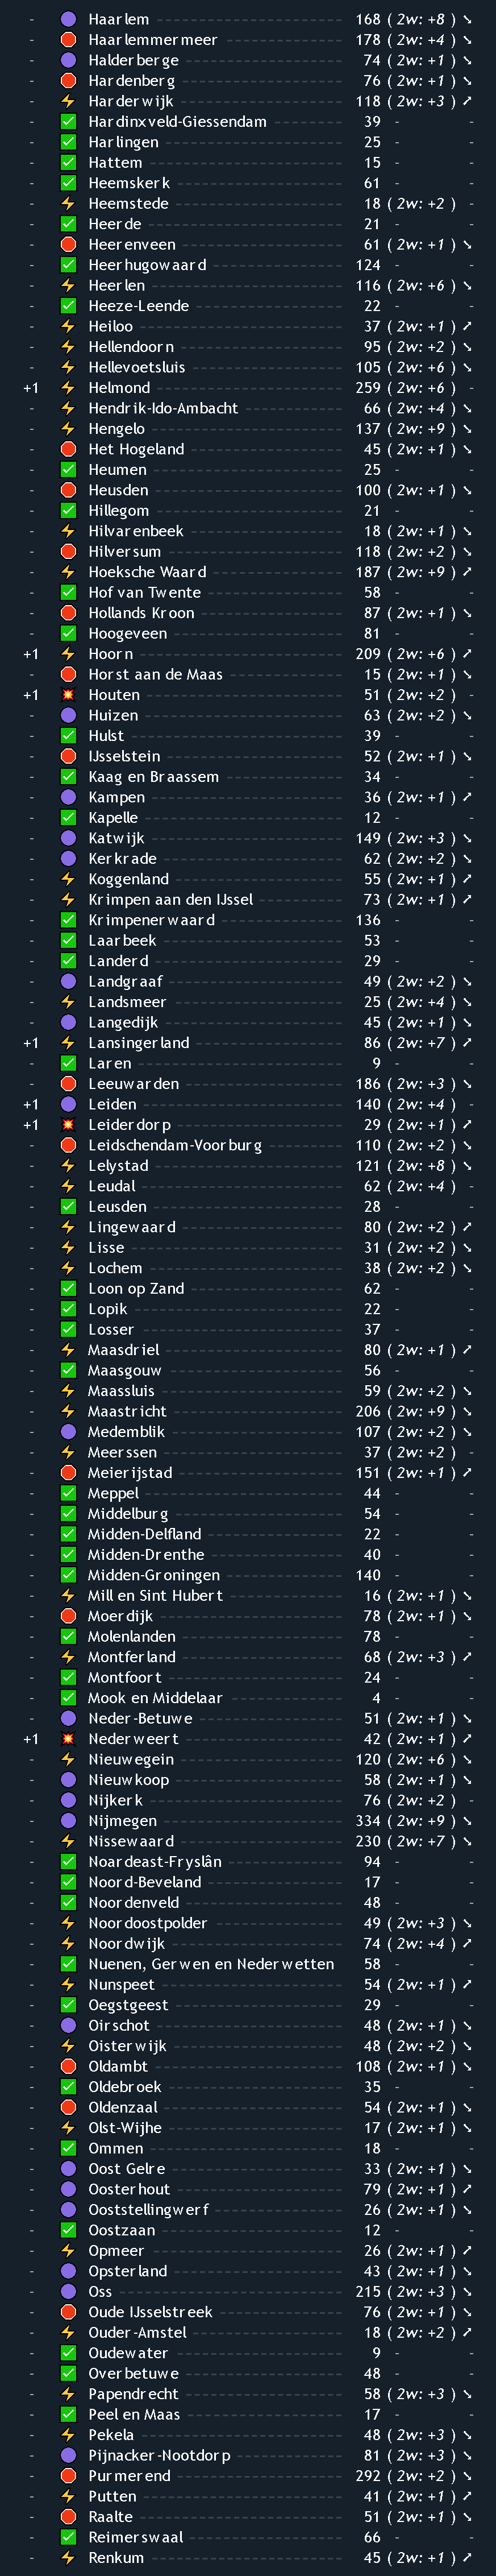 - Haarlem 168 ( 2w: +8 ) ↘
- Haarlemmermeer 178 ( 2w: +4 ) ↘
- Halderberge 74 ( 2w: +1 ) ↘
- Hardenberg 76 ( 2w: +1 ) ↘
- Harderwijk 118 ( 2w: +3 ) ↗
- Hardinxveld-Giessendam 39 - -
- Harlingen 25 - -
- Hattem 15 - -
- Heemskerk 61 - -
- Heemstede 18 ( 2w: +2 ) -
- Heerde 21 - -
- Heerenveen 61 ( 2w: +1 ) ↘
- Heerhugowaard 124 - -
- Heerlen 116 ( 2w: +6 ) ↘
- Heeze-Leende 22 - -
- Heiloo 37 ( 2w: +1 ) ↗
- Hellendoorn 95 ( 2w: +2 ) ↘
- Hellevoetsluis 105 ( 2w: +6 ) ↘
+1 Helmond 259 ( 2w: +6 ) -
- Hendrik-Ido-Ambacht 66 ( 2w: +4 ) ↘
- Hengelo 137 ( 2w: +9 ) ↘
- Het Hogeland 45 ( 2w: +1 ) ↘
- Heumen 25 - -
- Heusden 100 ( 2w: +1 ) ↘
- Hillegom 21 - -
- Hilvarenbeek 18 ( 2w: +1 ) ↘
- Hilversum 118 ( 2w: +2 ) ↘
- Hoeksche Waard 187 ( 2w: +9 ) ↗
- Hof van Twente 58 - -
- Hollands Kroon 87 ( 2w: +1 ) ↘
- Hoogeveen 81 - -
+1 Hoorn 209 ( 2w: +6 ) ↗
- Horst aan de Maas 15 ( 2w: +1 ) ↘
+1 Houten 51 ( 2w: +2 ) -
- Huizen 63 ( 2w: +2 ) ↘
- Hulst 39 - -
- IJsselstein 52 ( 2w: +1 ) ↘
- Kaag en Braassem 34 - -
- Kampen 36 ( 2w: +1 ) ↗
- Kapelle 12 - -
- Katwijk 149 ( 2w: +3 ) ↘
- Kerkrade 62 ( 2w: +2 ) ↘
- Koggenland 55 ( 2w: +1 ) ↗
- Krimpen aan den IJssel 73 ( 2w: +1 ) ↗
- Krimpenerwaard 136 - -
- Laarbeek 53 - -
- Landerd 29 - -
- Landgraaf 49 ( 2w: +2 ) ↘
- Landsmeer 25 ( 2w: +4 ) ↘
- Langedijk 45 ( 2w: +1 ) ↘
+1 Lansingerland 86 ( 2w: +7 ) ↗
- Laren 9 - -
- Leeuwarden 186 ( 2w: +3 ) ↘
+1 Leiden 140 ( 2w: +4 ) -
+1 Leiderdorp 29 ( 2w: +1 ) ↗
- Leidschendam-Voorburg 110 ( 2w: +2 ) ↘
- Lelystad 121 ( 2w: +8 ) ↘
- Leudal 62 ( 2w: +4 ) -
- Leusden 28 - -
- Lingewaard 80 ( 2w: +2 ) ↗
- Lisse 31 ( 2w: +2 ) ↘
- Lochem 38 ( 2w: +2 ) ↘
- Loon op Zand 62 - -
- Lopik 22 - -
- Losser 37 - -
- Maasdriel 80 ( 2w: +1 ) ↗
- Maasgouw 56 - -
- Maassluis 59 ( 2w: +2 ) ↘
- Maastricht 206 ( 2w: +9 ) ↘
- Medemblik 107 ( 2w: +2 ) ↘
- Meerssen 37 ( 2w: +2 ) -
- Meierijstad 151 ( 2w: +1 ) ↗
- Meppel 44 - -
- Middelburg 54 - -
- Midden-Delfland 22 - -
- Midden-Drenthe 40 - -
- Midden-Groningen 140 - -
- Mill en Sint Hubert 16 ( 2w: +1 ) ↘
- Moerdijk 78 ( 2w: +1 ) ↘
- Molenlanden 78 - -
- Montferland 68 ( 2w: +3 ) ↗
- Montfoort 24 - -
- Mook en Middelaar 4 - -
- Neder-Betuwe 51 ( 2w: +1 ) ↘
+1 Nederweert 42 ( 2w: +1 ) ↗
- Nieuwegein 120 ( 2w: +6 ) ↘
- Nieuwkoop 58 ( 2w: +1 ) ↘
- Nijkerk 76 ( 2w: +2 ) -
- Nijmegen 334 ( 2w: +9 ) ↘
- Nissewaard 230 ( 2w: +7 ) ↘
- Noardeast-Fryslân 94 - -
- Noord-Beveland 17 - -
- Noordenveld 48 - -
- Noordoostpolder 49 ( 2w: +3 ) ↘
- Noordwijk 74 ( 2w: +4 ) ↗
- Nuenen, Gerwen en Nederwetten 58 - -
- Nunspeet 54 ( 2w: +1 ) ↗
- Oegstgeest 29 - -
- Oirschot 48 ( 2w: +1 ) ↘
- Oisterwijk 48 ( 2w: +2 ) ↘
- Oldambt 108 ( 2w: +1 ) ↘
- Oldebroek 35 - -
- Oldenzaal 54 ( 2w: +1 ) ↘
- Olst-Wijhe 17 ( 2w: +1 ) ↘
- Ommen 18 - -
- Oost Gelre 33 ( 2w: +1 ) ↘
- Oosterhout 79 ( 2w: +1 ) ↗
- Ooststellingwerf 26 ( 2w: +1 ) ↘
- Oostzaan 12 - -
- Opmeer 26 ( 2w: +1 ) ↗
- Opsterland 43 ( 2w: +1 ) ↘
- Oss 215 ( 2w: +3 ) ↘
- Oude IJsselstreek 76 ( 2w: +1 ) ↘
- Ouder-Amstel 18 ( 2w: +2 ) ↗
- Oudewater 9 - -
- Overbetuwe 48 - -
- Papendrecht 58 ( 2w: +3 ) ↘
- Peel en Maas 17 - -
- Pekela 48 ( 2w: +3 ) ↘
- Pijnacker-Nootdorp 81 ( 2w: +3 ) ↘
- Purmerend 292 ( 2w: +2 ) ↘
- Putten 41 ( 2w: +1 ) ↗
- Raalte 51 ( 2w: +1 ) ↘
- Reimerswaal 66 - -
- Renkum 45 ( 2w: +1 ) ↗